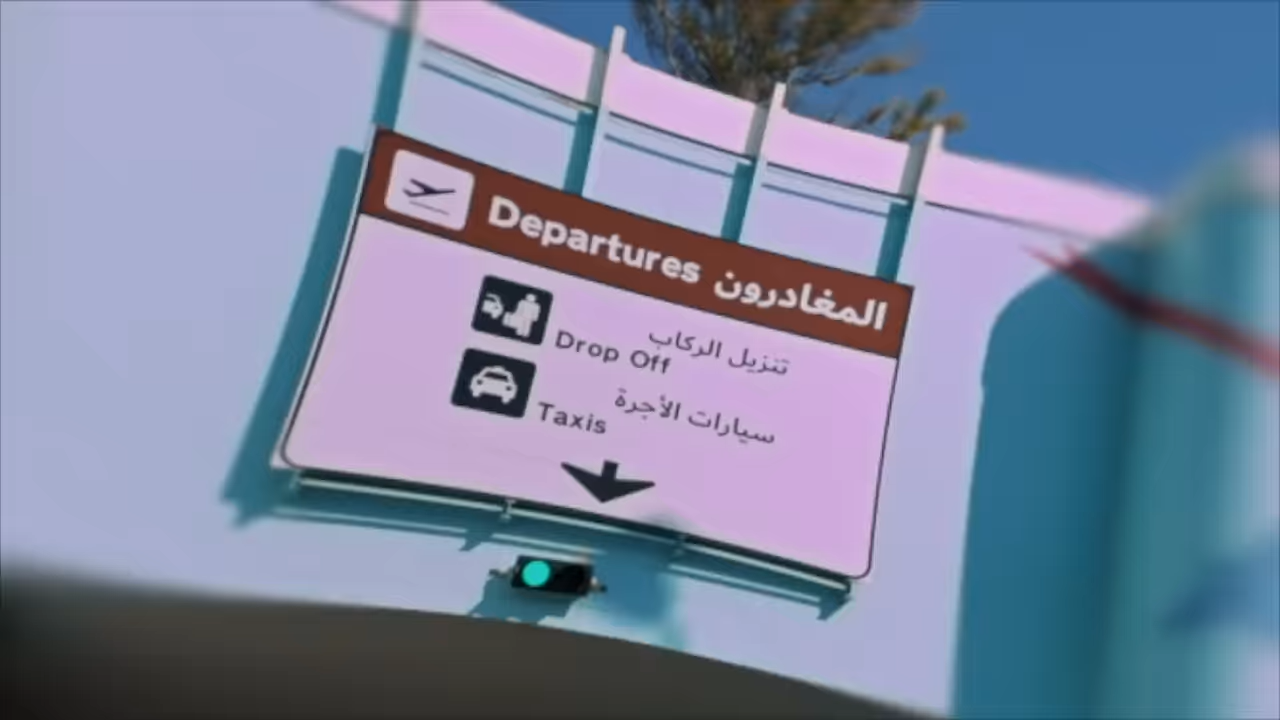 Departures المغادرون
تنزيل الركاب
Drop Off
سيارات الأجرة
Taxis